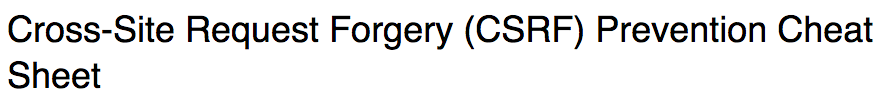 Cross-Site Request Forgery (CSRF) Prevention Cheat
Sheet